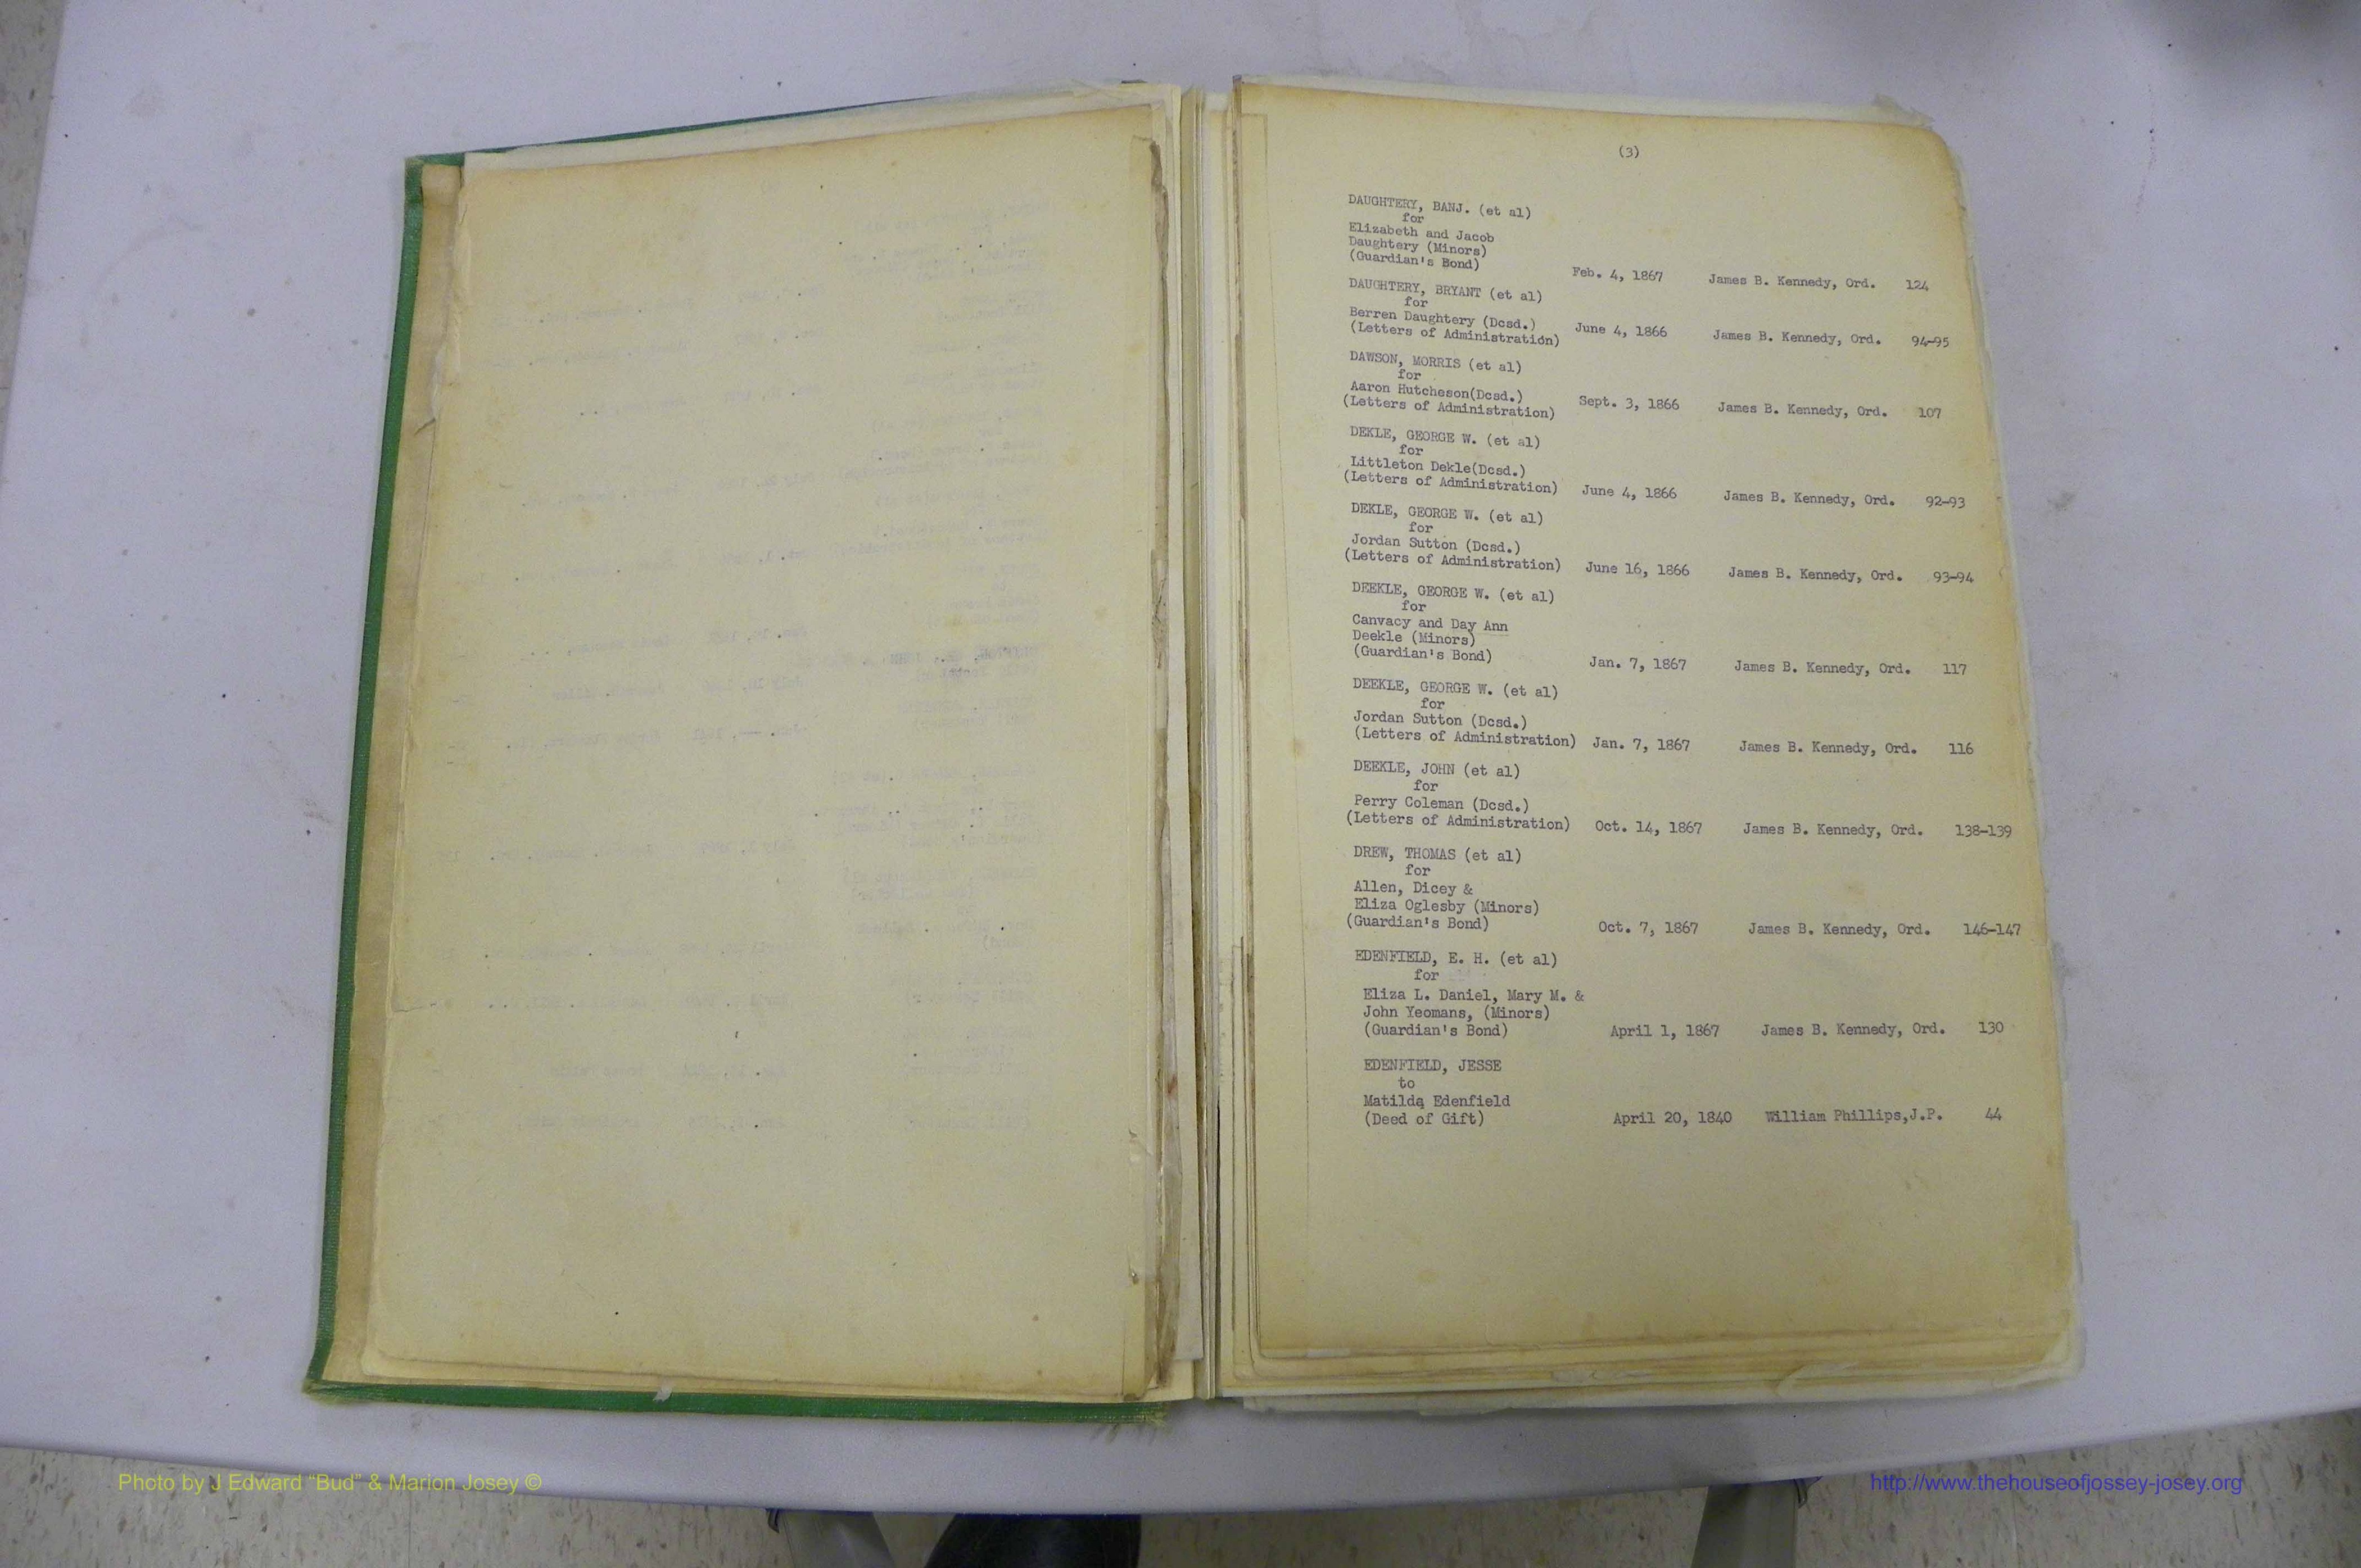 (3)
DAUGHTERY, BANJ. (et al)
for
Elizabeth and Jacob
Daughtery (Minors)
(Guardian's Bond) Feb. 4, 1867 James B. Kennedy, Ord. 124
DAUGHTERY, BRYANT (et al)
for
Berren Daughtery (Dcsd.)
(Letters of Administration) June 4, 1866 James B. Kennedy, Ord. 94-95
DAWSON, MORRIS (et al)
for
Aaron Hutcheson(Dcsd.)
(Letters of Administration) Sept. 3, 1866 James B. Kennedy, Ord. 107
DEKLE, GEORGE W. (et al)
for
Littleton Dekle(Dcsd.)
(Letters of Administration) June 4, 1866 James B. Kennedy, Ord. 92-93
DEKLE, GEORGE W. (et al)
for
Jordan Sutton (Dcsd.)
(Letters of Administration) June 16, 1866 James B. Kennedy, Ord. 93-94
DEEKLE, GEORGE W. (et al)
for
Canvacy and Day Ann
Deekle (Minors)
(Guardian's Bond) Jan. 7, 1867 James B. Kennedy, Ord. 117
DEEKLE, GEORGE W. (et al)
for
Jordan Sutton (Dcsd.)
(Letters of Administration) Jan. 7, 1867 James B. Kennedy, Ord. 116
DEEKLE, JOHN (et al)
for
Perry Coleman (Dcsd.)
(Letters of Administration) Oct. 14, 1867 James B. Kennedy, Ord. 138-139
DREW, THOMAS (et al)
for
Allen, Dicey &
Eliza Oglesby (Minors)
(Guardian's Bond) Oct. 7, 1867 James B. Kennedy, Ord. 146-147
EDENFIELD, E. H. (et al)
for
Eliza L. Daniel, Mary M. &
John Yeomans, (Minors)
(Guardian's Bond) April 1, 1867 James B. Kennedy, Ord. 130
EDENFIELD, JESSE
to
Matilda Edenfield
(Deed of Gift) April 20, 1840 William Phillips,J.P. 44
Photo by J Edward “Bud” & Marion Josey ©
http://www.thehouseofjossey-josey.org